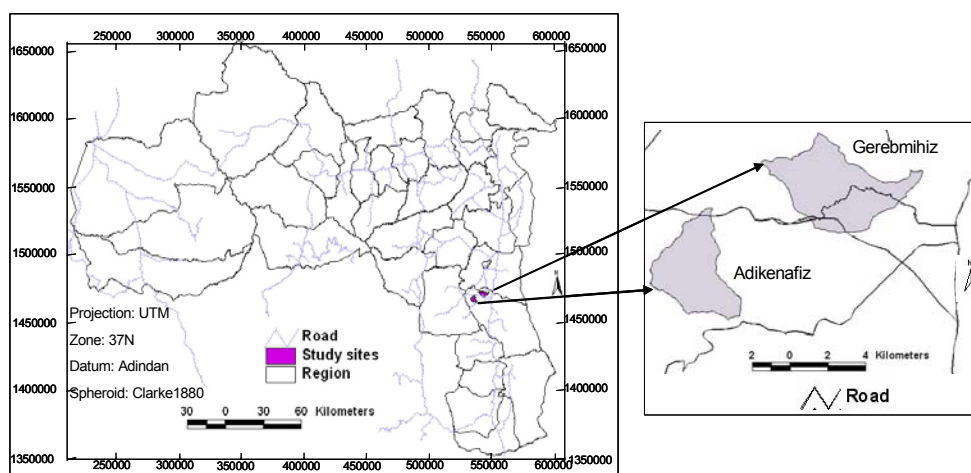 250000 300000 350000 400000 450000 500000 550000 600000
1650000 1650000
1600000 1600000
1550000 1550000
1500000 1500000
1450000 1450000
1400000 1400000
1350000 1350000
Projection: UTM
Zone: 37N
Datum: Adindan
Spheroid: Clarke1880
Road
Study sites
Region
30 0 30 60 Kilometers
N
250000 300000 350000 400000 450000 500000 550000 600000
Gerebmihiz
Adikenafiz
N
2 0 2 4 Kilometers
Road